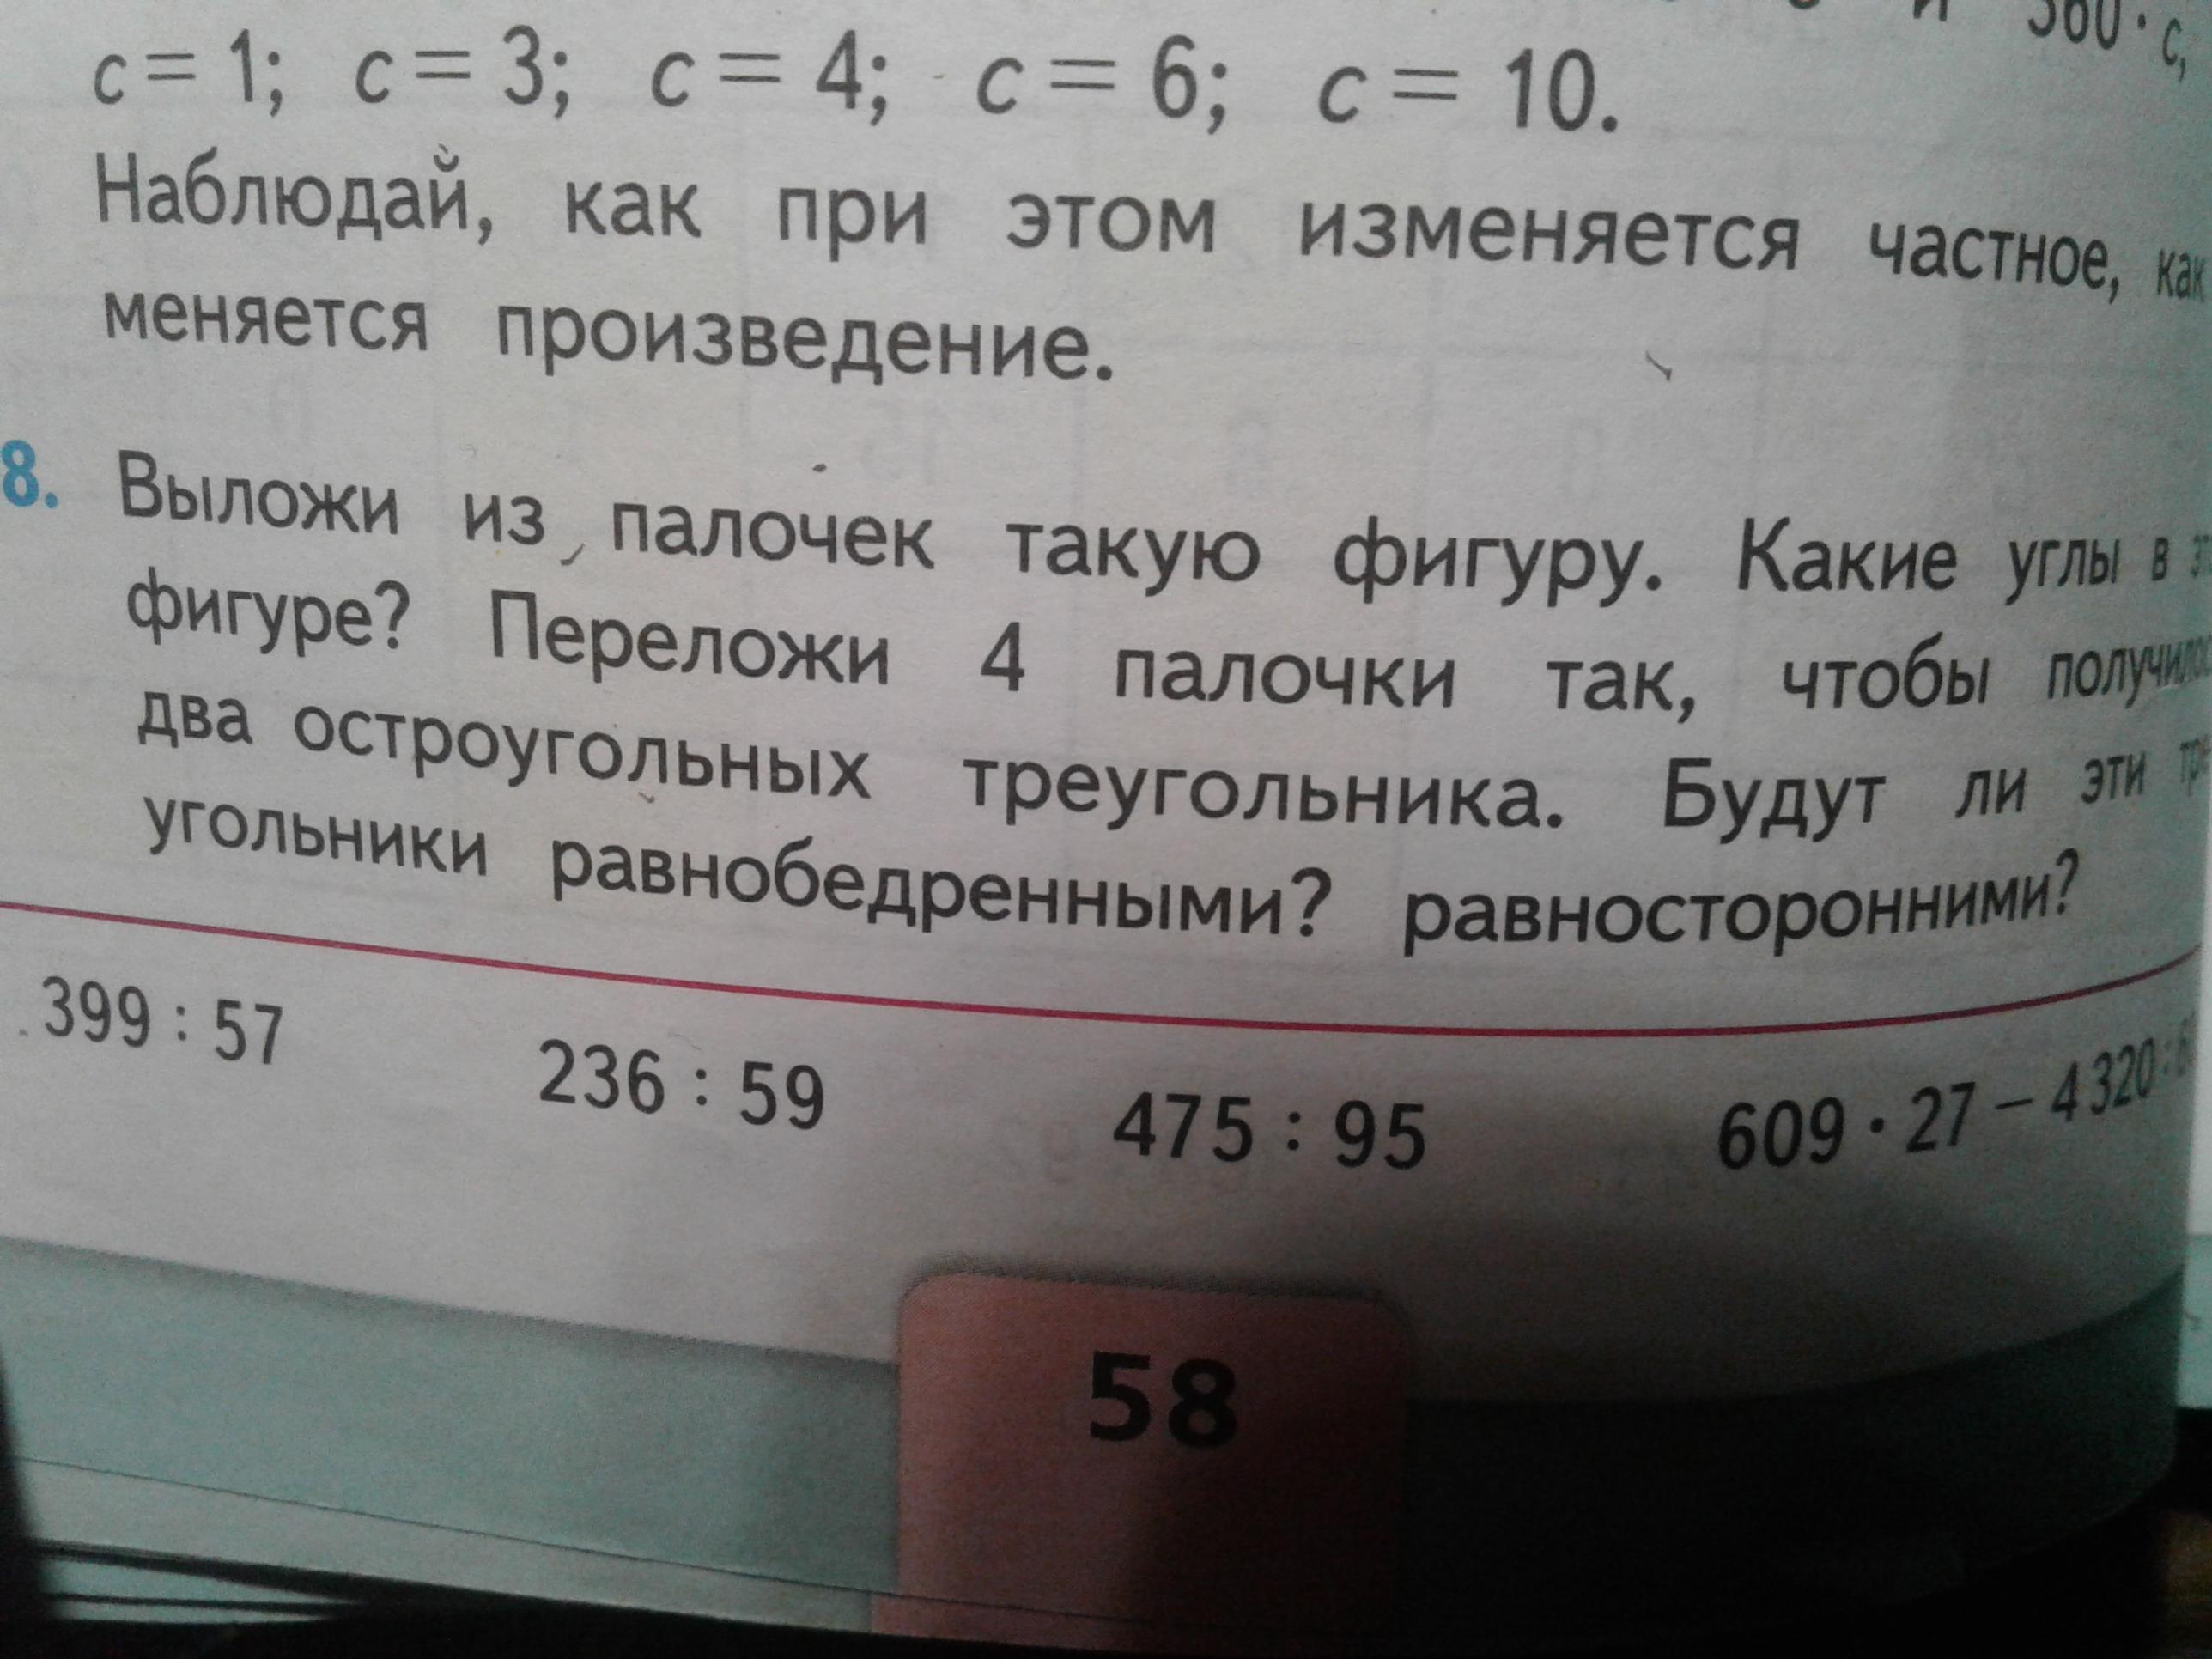 и 360 · c,
c = 1; c = 3; c = 4; c = 6; c = 10.
Наблюдай, как при этом изменяется частное, как
меняется произведение.
8. Выложи из палочек такую фигуру. Какие углы в
фигуре? Переложи 4 палочки так, чтобы
два остроугольных треугольника. Будут ли эти
угольники равнобедренными? равносторонними?
399 : 57 236 : 59 475 : 95 609 · 27 – 4320 :
58